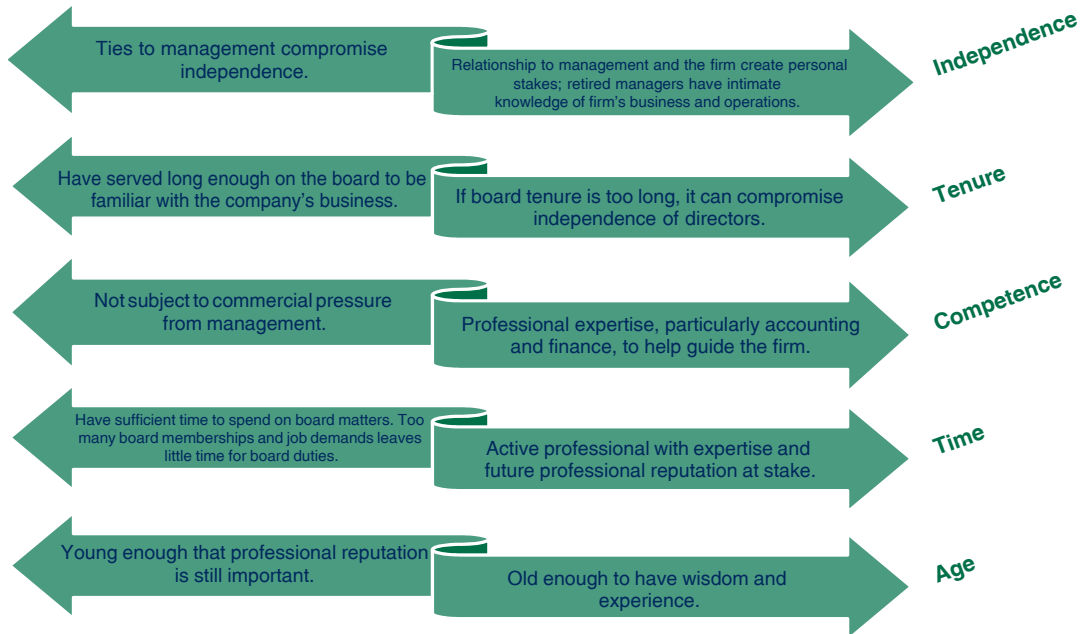 Ties to management compromise
independence.
Relationship to management and the firm create personal
stakes; retired managers have intimate
knowledge of firm's business and operations.
Independence
Have served long enough on the board to be
familiar with the company's business.
If board tenure is too long, it can compromise
independence of directors.
Tenure
Not subject to commercial pressure
from management.
Professional expertise, particularly accounting
and finance, to help guide the firm.
Competence
Have sufficient time to spend on board matters. Too
many board memberships and job demands leaves
little time for board duties.
Active professional with expertise and
future professional reputation at stake.
Time
Young enough that professional reputation
is still important.
Old enough to have wisdom and
experience.
Age